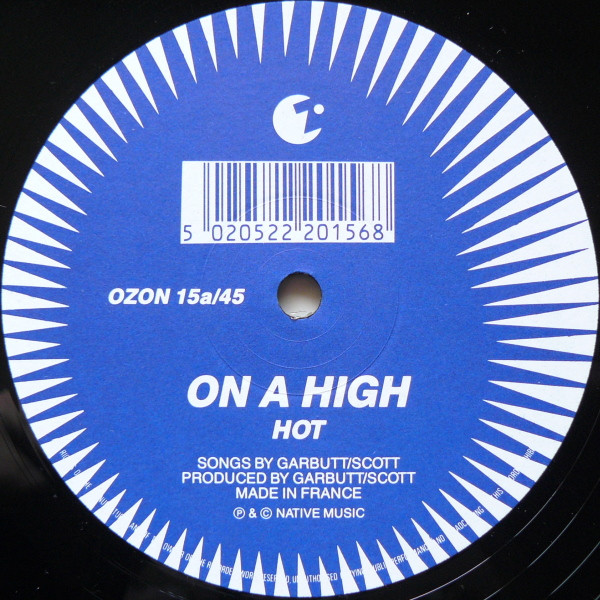 5 020522 201568
OZON 15a/45
ON A HIGH
HOT
SONGS BY GARBUTT/SCOTT
PRODUCED BY GARBUTT/SCOTT
MADE IN FRANCE
Ⓟ & © NATIVE MUSIC